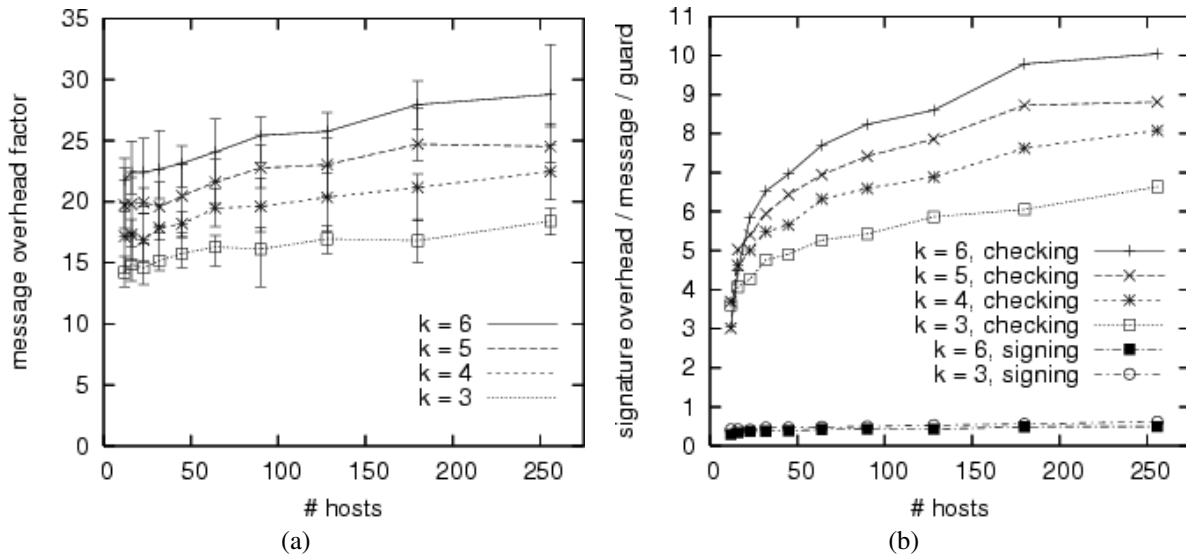 35
30
25
20
15
10
5
0
message overhead factor
k = 6
k = 5
k = 4
k = 3
0 50 100 150 200 250
# hosts
(a)
11
10
9
8
7
6
5
4
3
2
1
0
signature overhead / message / guard
k = 6, checking
k = 5, checking
k = 4, checking
k = 3, checking
k = 6, signing
k = 3, signing
0 50 100 150 200 250
# hosts
(b)